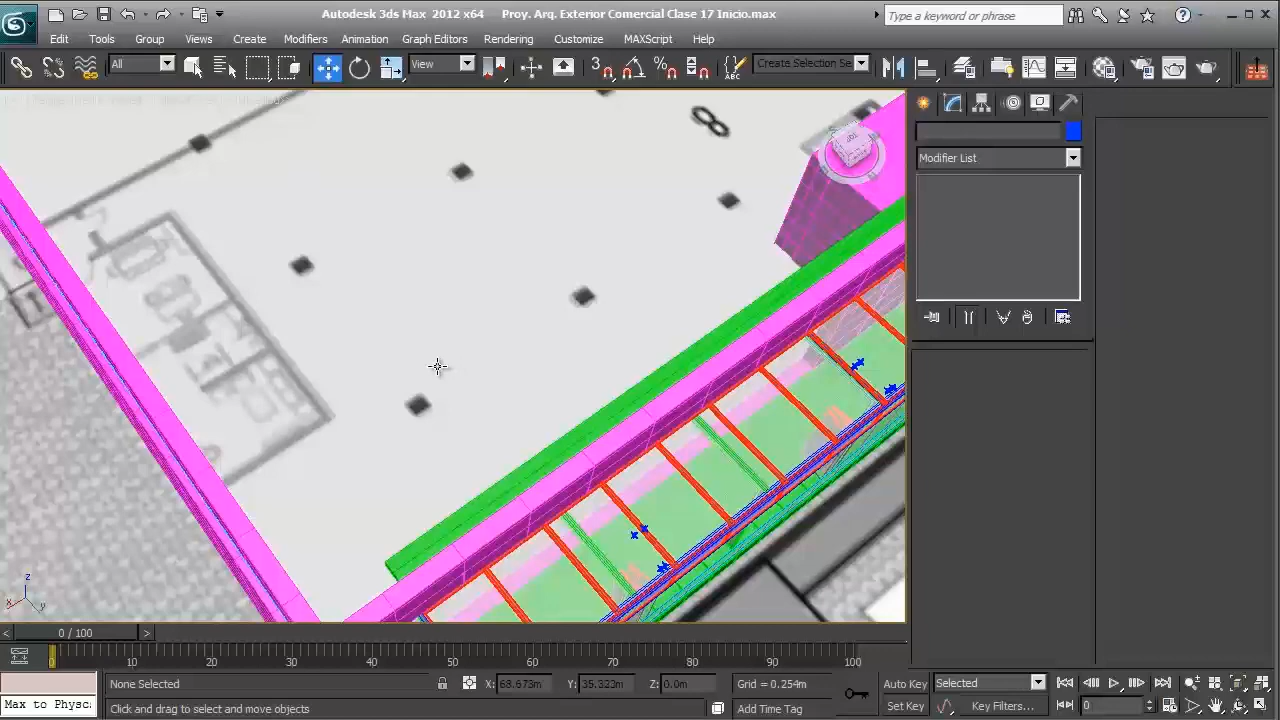 Autodesk 3ds Max 2012 x64 Proy. Arq. Exterior Comercial Clase 17 Inicio.max Type a keyword or phrase
Edit Tools Group Views Create Modifiers Animation Graph Editors Rendering Customize MAXScript Help
All View Create Selection Se
Modifier List
TOP
z
x y
0 / 100
0 10 20 30 40 50 60 70 80 90 100
None Selected X: 68.673m Y: 35.323m Z: 0.0m Grid = 0.254m Auto Key Selected
Max to Physc Click and drag to select and move objects Add Time Tag Set Key Key Filters... 0